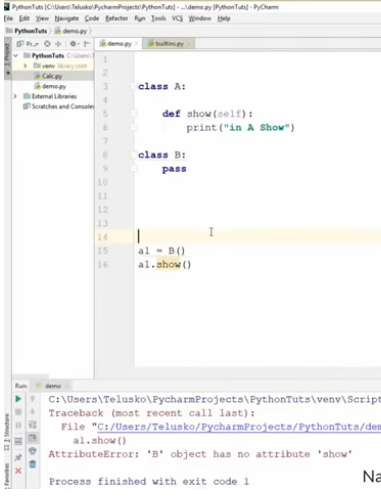 PythonTuts [C:\Users\Telusko\PycharmProjects\PythonTuts] - ...\demo.py [PythonTuts] - PyCharm
File Edit View Navigate Code Refactor Run Tools VCS Window Help
PythonTuts demo.py
demo.py builtins.py
1: Project
PythonTuts C:\Users\T
venv library root
Calc.py
demo.py
External Libraries
Scratches and Consoles
1
2
3 class A:
4
5 def show(self):
6 print("in A Show")
7
8 class B:
9 pass
10
11
12
13
14
15 a1 = B()
16 a1.show()
Run: demo
C:\Users\Telusko\PycharmProjects\PythonTuts\venv\Script
Traceback (most recent call last):
File "C:/Users/Telusko/PycharmProjects/PythonTuts/dem
a1.show()
AttributeError: 'B' object has no attribute 'show'
Process finished with exit code 1
Na
Structure
Favorites